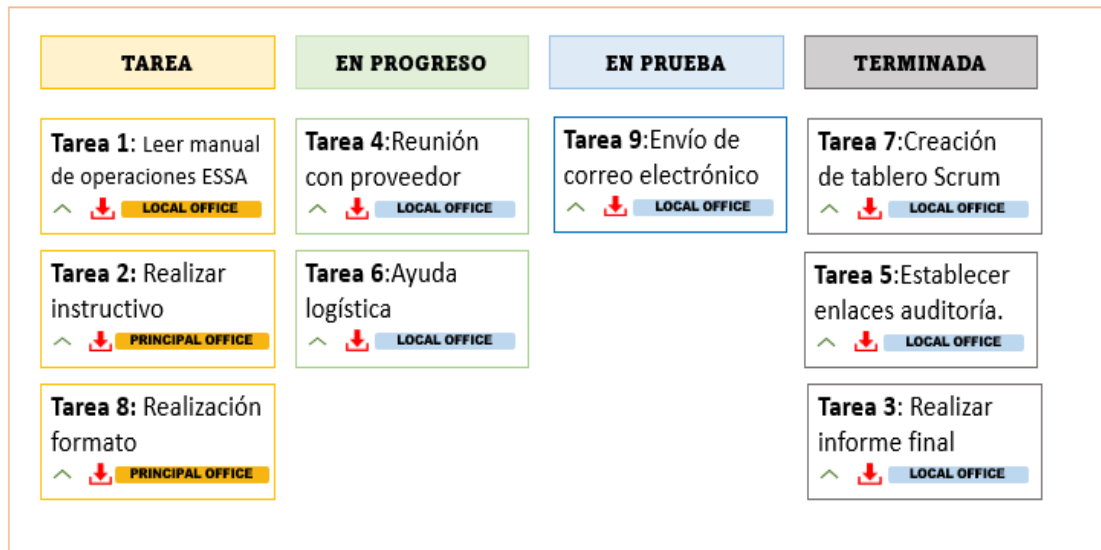 TAREA
Tarea 1: Leer manual
de operaciones ESSA
LOCAL OFFICE
Tarea 2: Realizar
instructivo
PRINCIPAL OFFICE
Tarea 8: Realización
formato
PRINCIPAL OFFICE
EN PROGRESO
Tarea 4:Reunión
con proveedor
LOCAL OFFICE
Tarea 6:Ayuda
logística
LOCAL OFFICE
EN PRUEBA
Tarea 9:Envío de
correo electrónico
LOCAL OFFICE
TERMINADA
Tarea 7:Creación
de tablero Scrum
LOCAL OFFICE
Tarea 5:Establecer
enlaces auditoría.
LOCAL OFFICE
Tarea 3: Realizar
informe final
LOCAL OFFICE